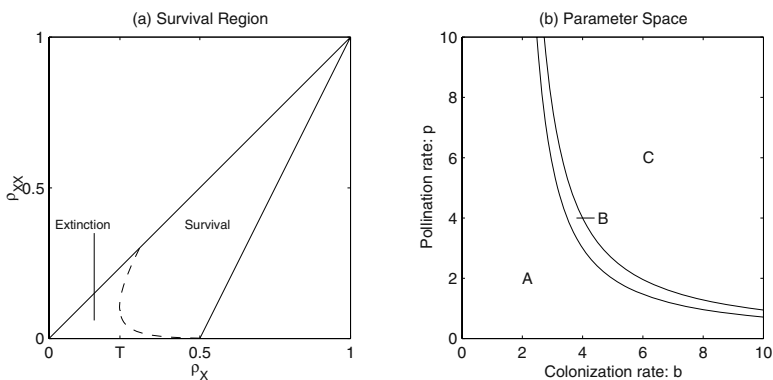 (a) Survival Region
1
0.5
0
ρXX
Extinction
Survival
0
T
0.5
1
ρX
(b) Parameter Space
10
8
6
4
2
0
Pollination rate: p
A
B
C
0
2
4
6
8
10
Colonization rate: b